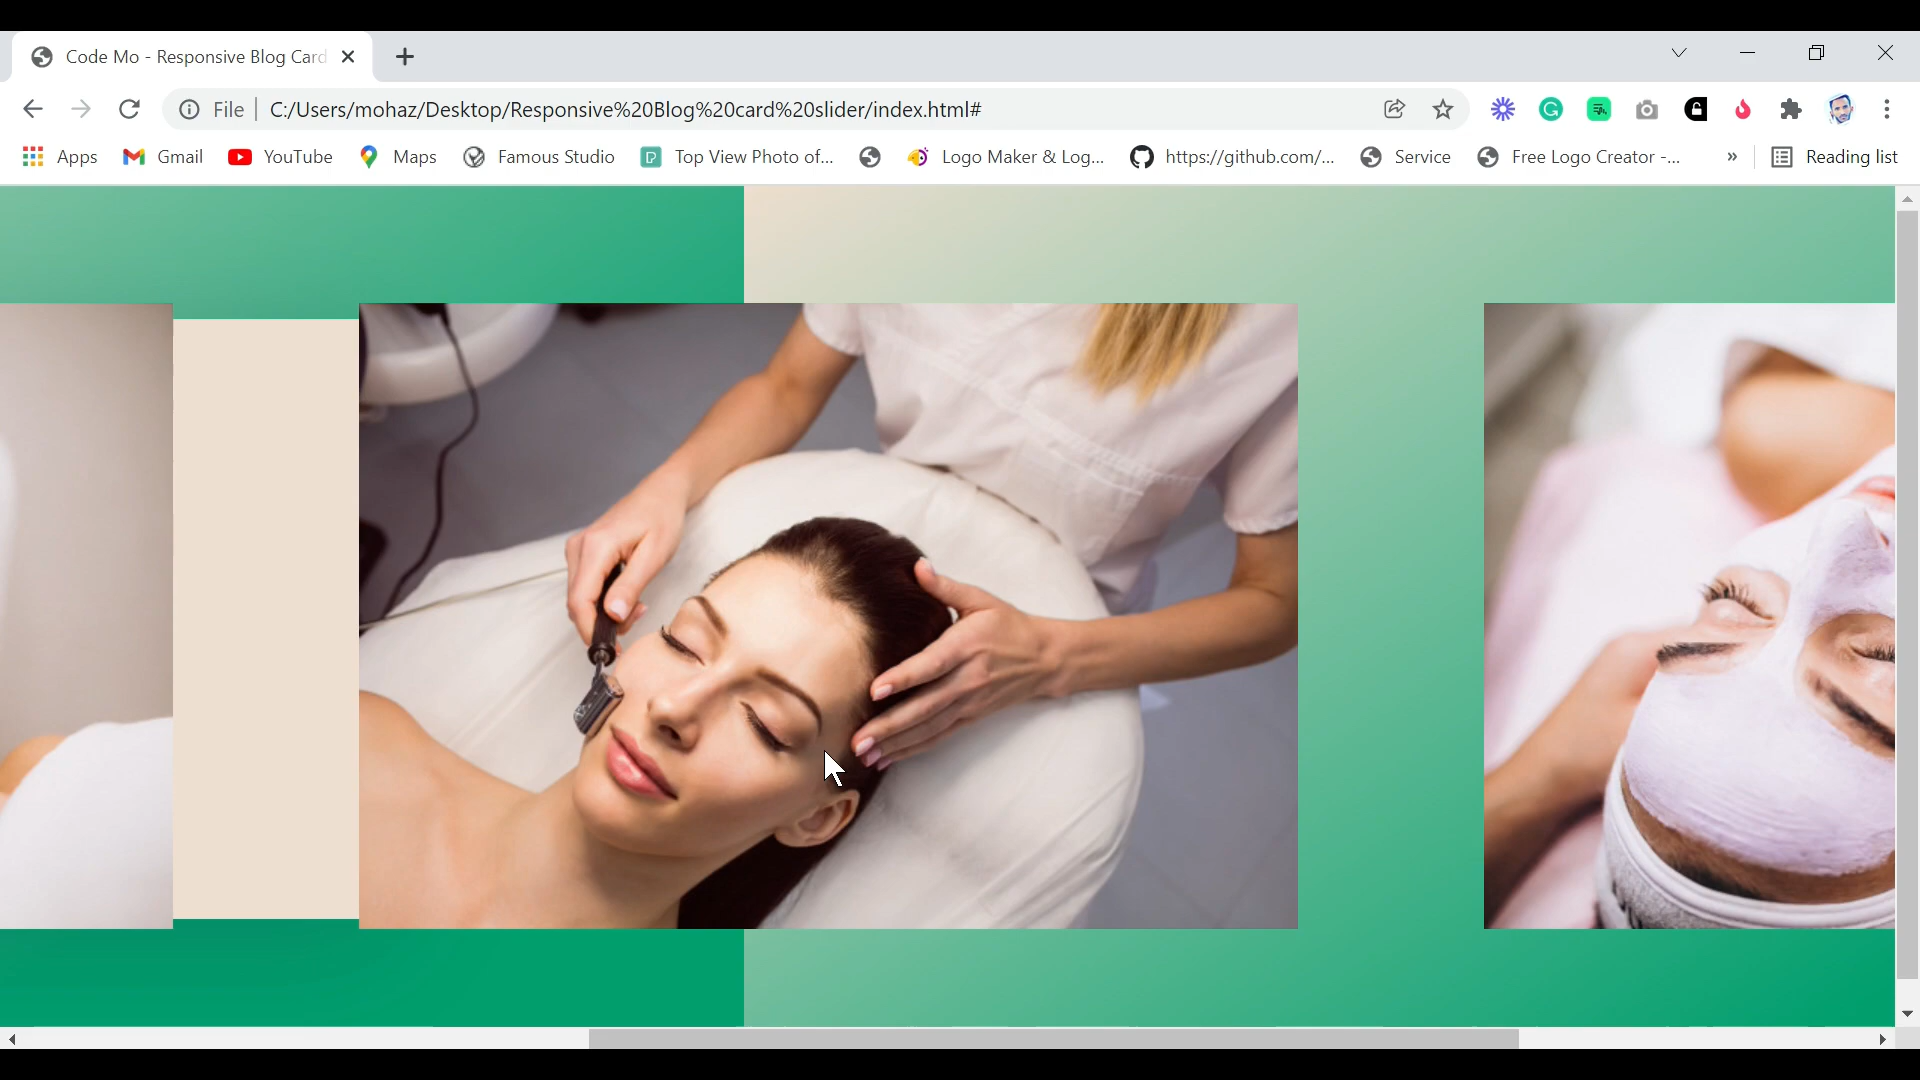 Code Mo - Responsive Blog Card
File C:/Users/mohaz/Desktop/Responsive%20Blog%20card%20slider/index.html#
Apps Gmail YouTube Maps Famous Studio Top View Photo of... Logo Maker & Log... https://github.com/... Service Free Logo Creator -... » Reading list